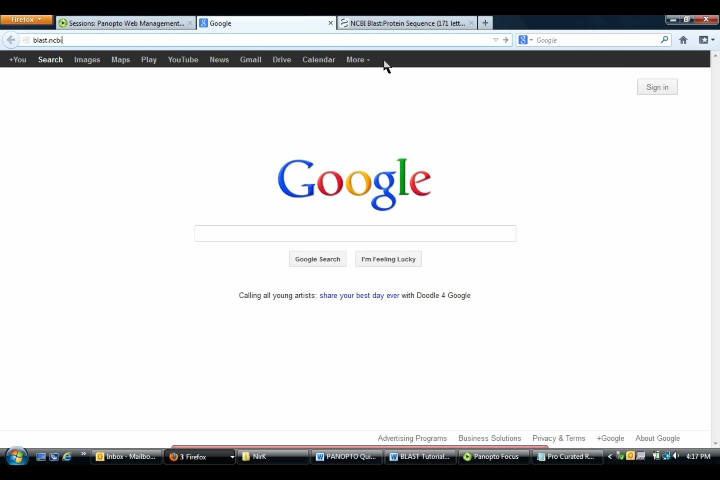 Firefox
Sessions: Panopto Web Management...
Google
NCBI Blast:Protein Sequence (171 lett...
blast.ncbi
Google
+You Search Images Maps Play YouTube News Gmail Drive Calendar More
Sign in
Google
Google Search I'm Feeling Lucky
Calling all young artists: share your best day ever with Doodle 4 Google
Advertising Programs Business Solutions Privacy & Terms +Google About Google
Inbox - Mailbo... 3 Firefox NirK PANOPTO Qui... BLAST Tutorial... Panopto Focus Pro Curated R... 4:17 PM